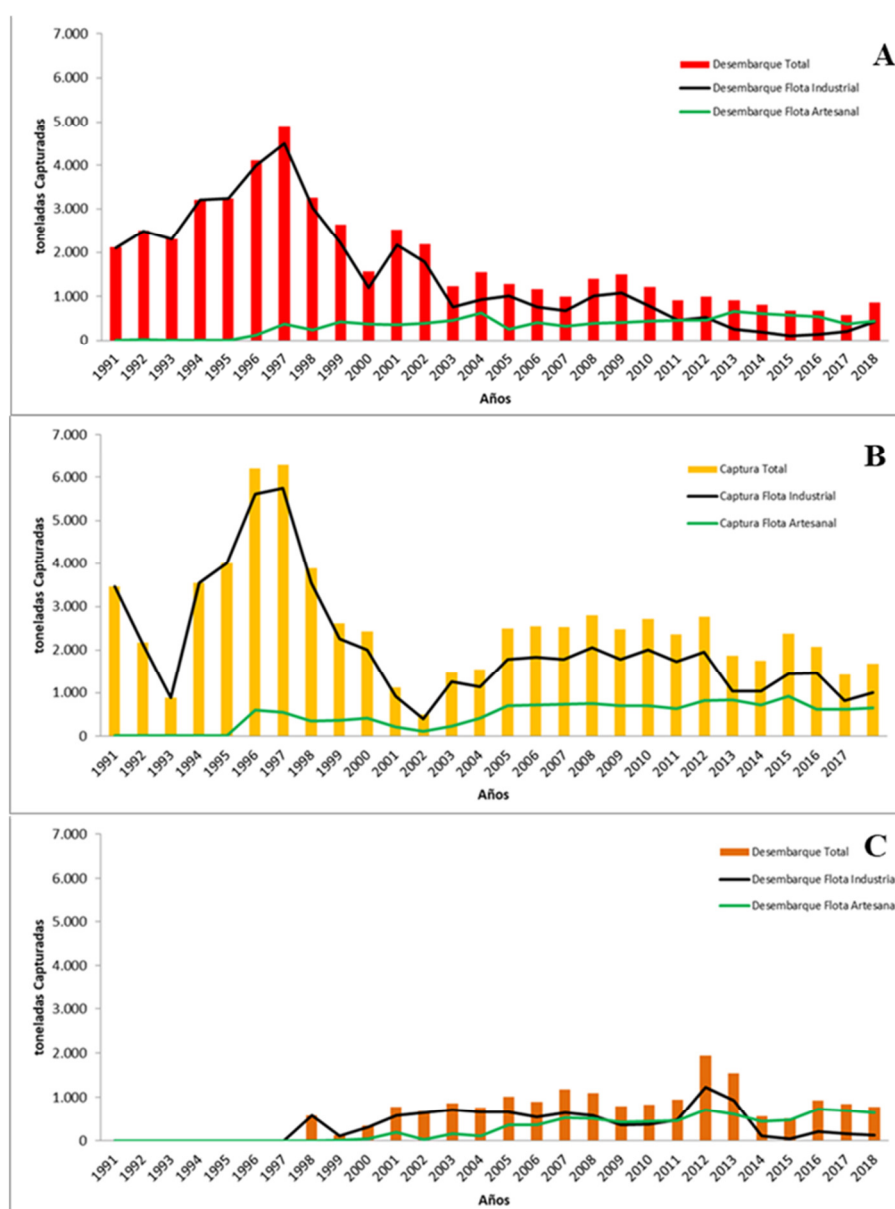 A
Desembarque Total
Desembarque Flota Industrial
Desembarque Flota Artesanal
toneladas Capturadas
7.000
6.000
5.000
4.000
3.000
2.000
1.000
0
1991 1992 1993 1994 1995 1996 1997 1998 1999 2000 2001 2002 2003 2004 2005 2006 2007 2008 2009 2010 2011 2012 2013 2014 2015 2016 2017 2018
Años
B
Captura Total
Captura Flota Industrial
Captura Flota Artesanal
toneladas Capturadas
7.000
6.000
5.000
4.000
3.000
2.000
1.000
0
1991 1992 1993 1994 1995 1996 1997 1998 1999 2000 2001 2002 2003 2004 2005 2006 2007 2008 2009 2010 2011 2012 2013 2014 2015 2016 2017
Años
C
Desembarque Total
Desembarque Flota Industria
Desembarque Flota Artesana
toneladas Capturadas
7.000
6.000
5.000
4.000
3.000
2.000
1.000
0
1991 1992 1993 1994 1995 1996 1997 1998 1999 2000 2001 2002 2003 2004 2005 2006 2007 2008 2009 2010 2011 2012 2013 2014 2015 2016 2017 2018
Años